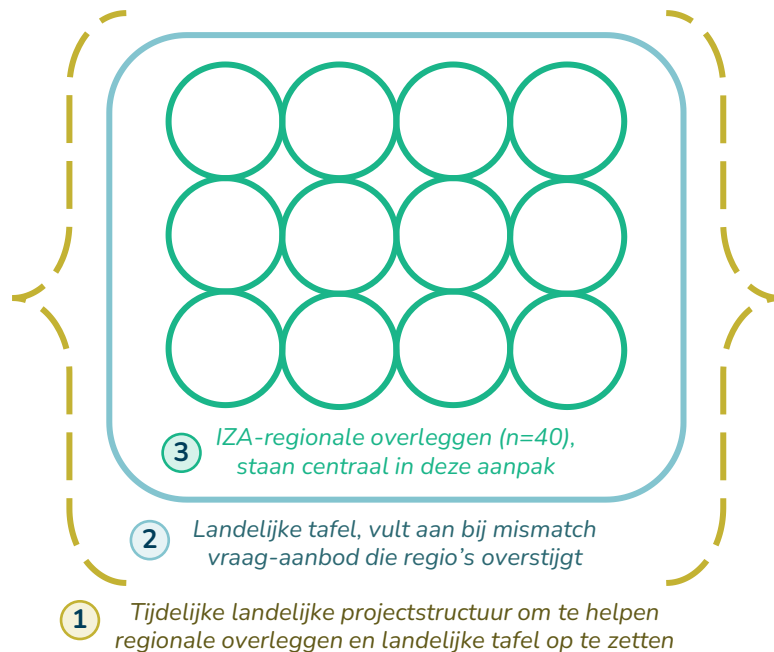 3 IZA-regionale overleggen (n=40),
staan centraal in deze aanpak
2 Landelijke tafel, vult aan bij mismatch
vraag-aanbod die regio's overstijgt
1 Tijdelijke landelijke projectstructuur om te helpen
regionale overleggen en landelijke tafel op te zetten